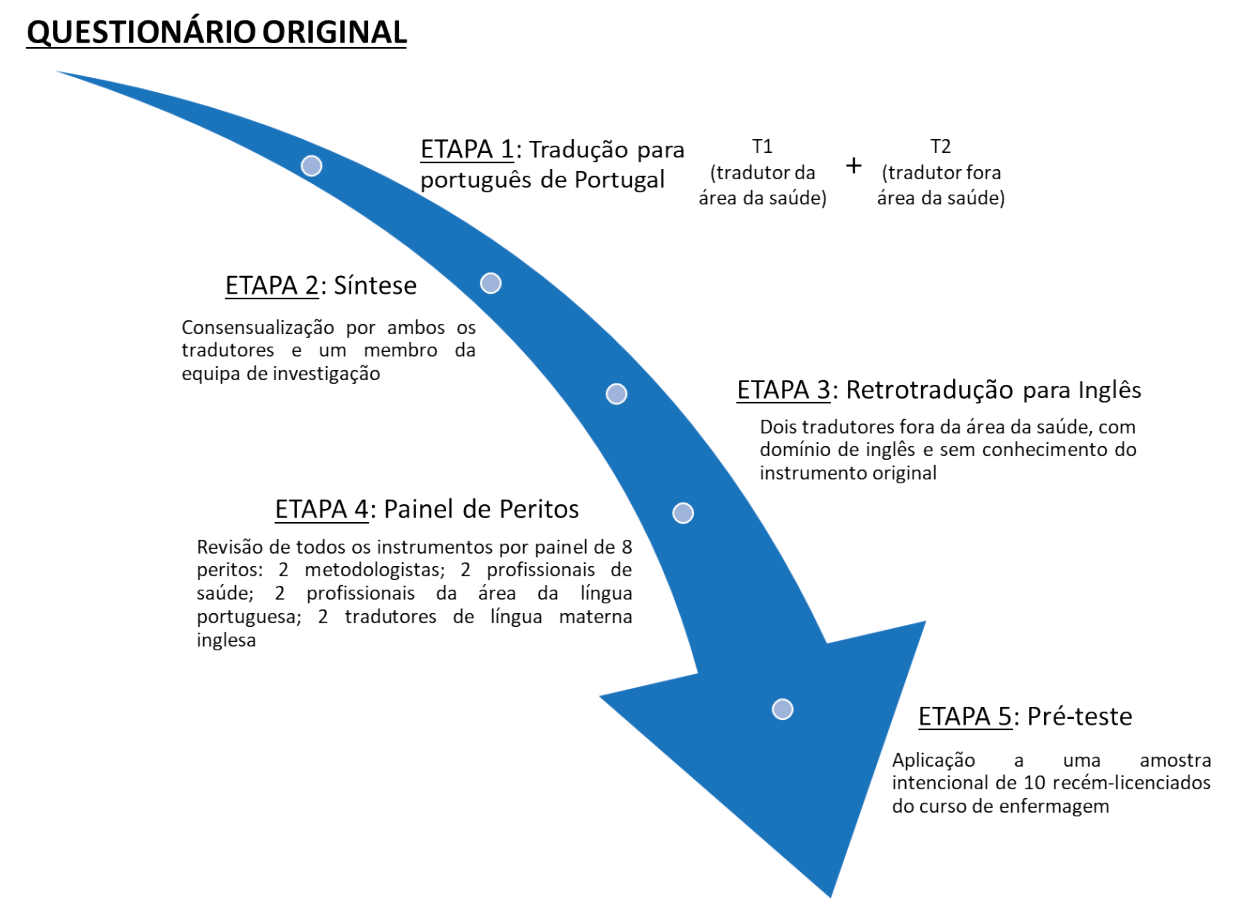 QUESTIONÁRIO ORIGINAL
ETAPA 1: Tradução para
português de Portugal
T1
(tradutor da
área da saúde)
+
T2
(tradutor fora
área da saúde)
ETAPA 2: Síntese
Consensualização por ambos os
tradutores e um membro da
equipa de investigação
ETAPA 3: Retrotradução para Inglês
Dois tradutores fora da área da saúde, com
domínio de inglês e sem conhecimento do
instrumento original
ETAPA 4: Painel de Peritos
Revisão de todos os instrumentos por painel de 8
peritos: 2 metodologistas; 2 profissionais de
saúde; 2 profissionais da área da língua
portuguesa; 2 tradutores de língua materna
inglesa
ETAPA 5: Pré-teste
Aplicação a uma amostra
intencional de 10 recém-licenciados
do curso de enfermagem